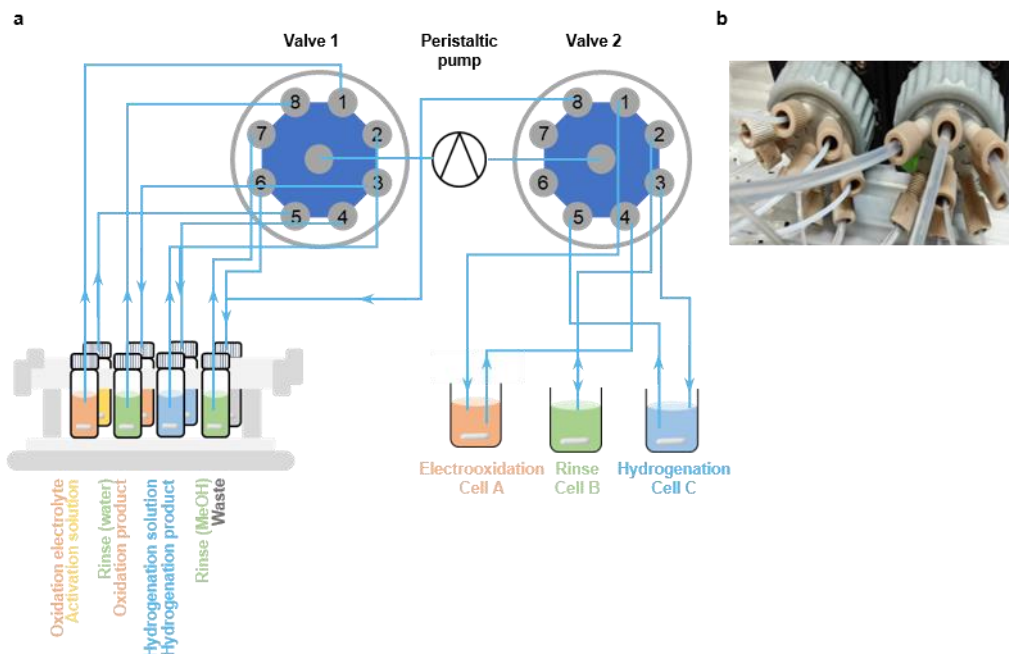 a
b
Valve 1
Peristaltic
pump
Valve 2
8
1
7
2
6
3
5
4
8
1
7
2
6
3
5
4
Electrooxidation
Cell A
Rinse
Cell B
Hydrogenation
Cell C
Oxidation electrolyte
Activation solution
Rinse (water)
Oxidation product
Hydrogenation solution
Hydrogenation product
Rinse (MeOH)
Waste